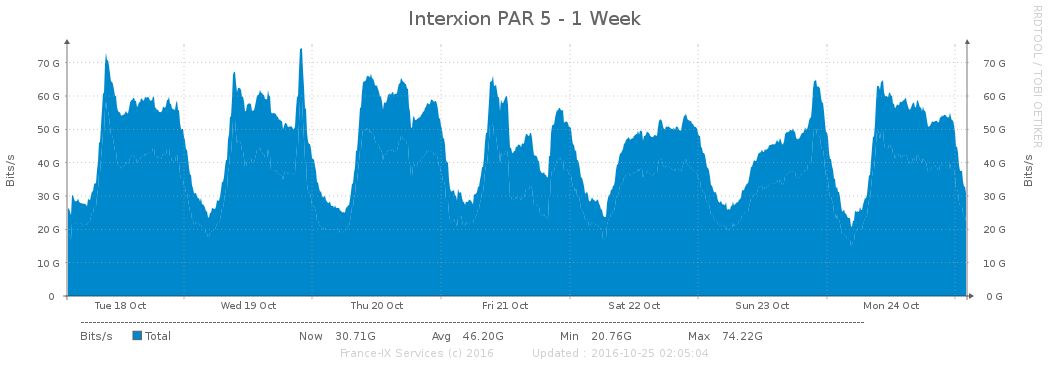 Interxion PAR 5 - 1 Week
RRDTOOL / TOBI OETIKER
Bits/s
70 G 70 G
60 G 60 G
50 G 50 G
40 G 40 G
30 G 30 G
20 G 20 G
10 G 10 G
0 0 G
Bits/s
Tue 18 Oct Wed 19 Oct Thu 20 Oct Fri 21 Oct Sat 22 Oct Sun 23 Oct Mon 24 Oct
Bits/s Total Now 30.71G Avg 46.20G Min 20.76G Max 74.22G
France-IX Services (c) 2016 Updated : 2016-10-25 02:05:04